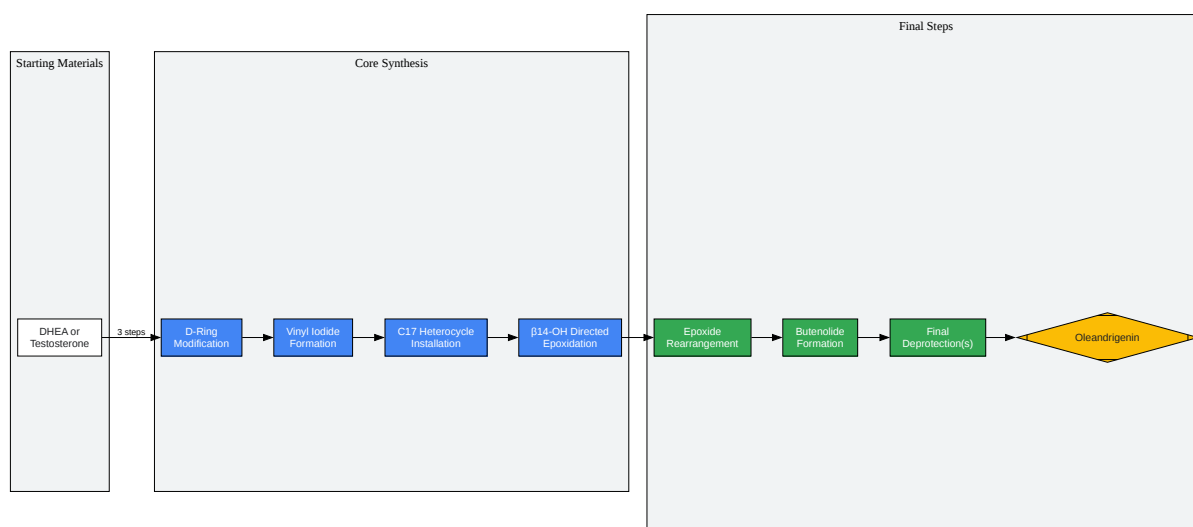 Starting Materials
Core Synthesis
Final Steps
DHEA or
Testosterone
3 steps
D-Ring
Modification
Vinyl Iodide
Formation
C17 Heterocycle
Installation
β14-OH Directed
Epoxidation
Epoxide
Rearrangement
Butenolide
Formation
Final
Deprotection(s)
Oleandrigenin